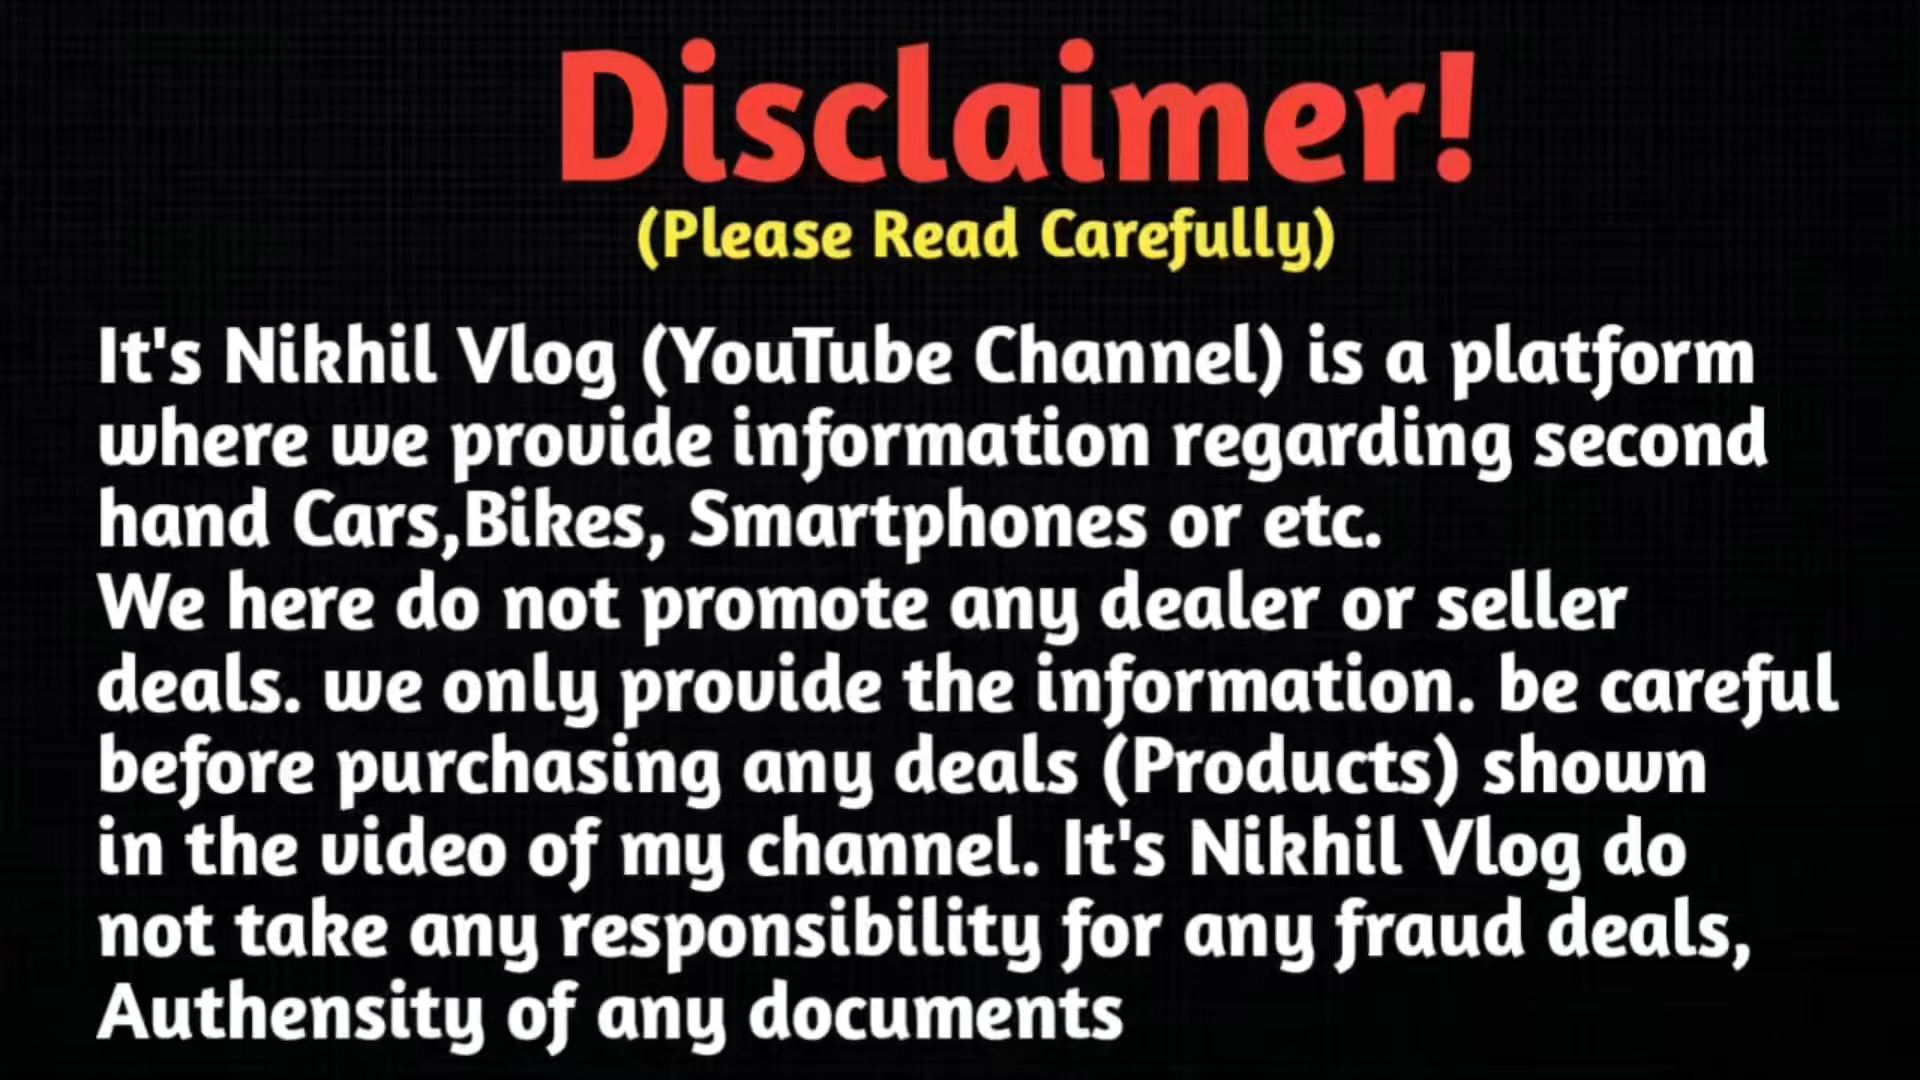 Disclaimer!
(Please Read Carefully)
It's Nikhil Vlog (YouTube Channel) is a platform
where we provide information regarding second
hand Cars,Bikes, Smartphones or etc.
We here do not promote any dealer or seller
deals. we only provide the information. be careful
before purchasing any deals (Products) shown
in the video of my channel. It's Nikhil Vlog do
not take any responsibility for any fraud deals,
Authensity of any documents